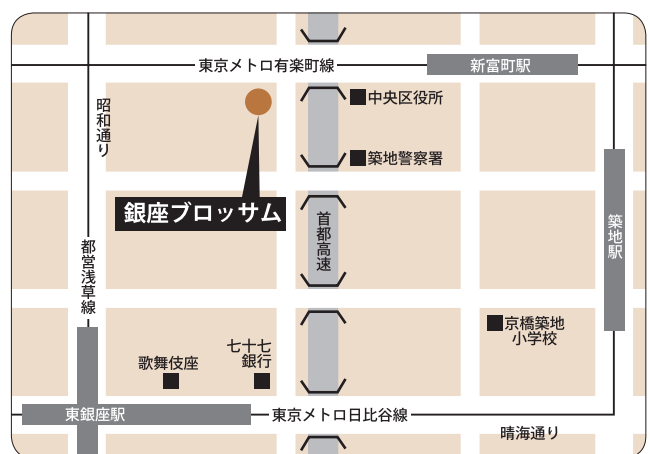 東京メトロ有楽町線
新富町駅
中央区役所
昭和通り
築地警察署
銀座ブロッサム
首都高速
築地駅
都営浅草線
京橋築地
小学校
七十七
銀行
歌舞伎座
東銀座駅
東京メトロ日比谷線
晴海通り